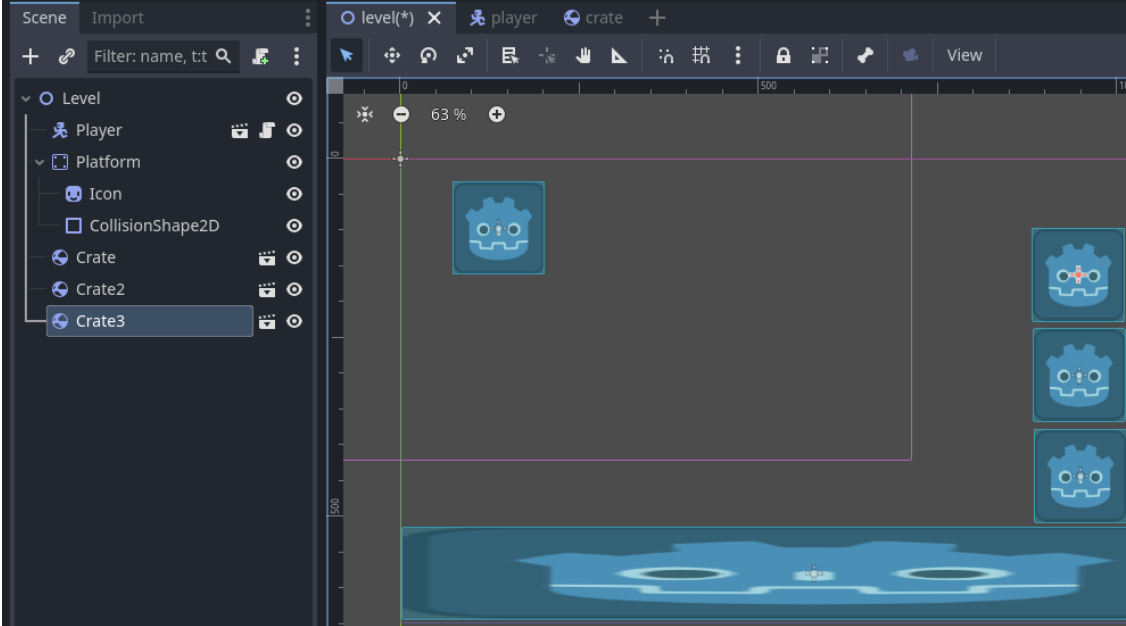 Scene Import
level(*) player crate
Filter: name, t:t
View
Level
Player
Platform
Icon
CollisionShape2D
Crate
Crate2
Crate3
0 500
63 %
0
500